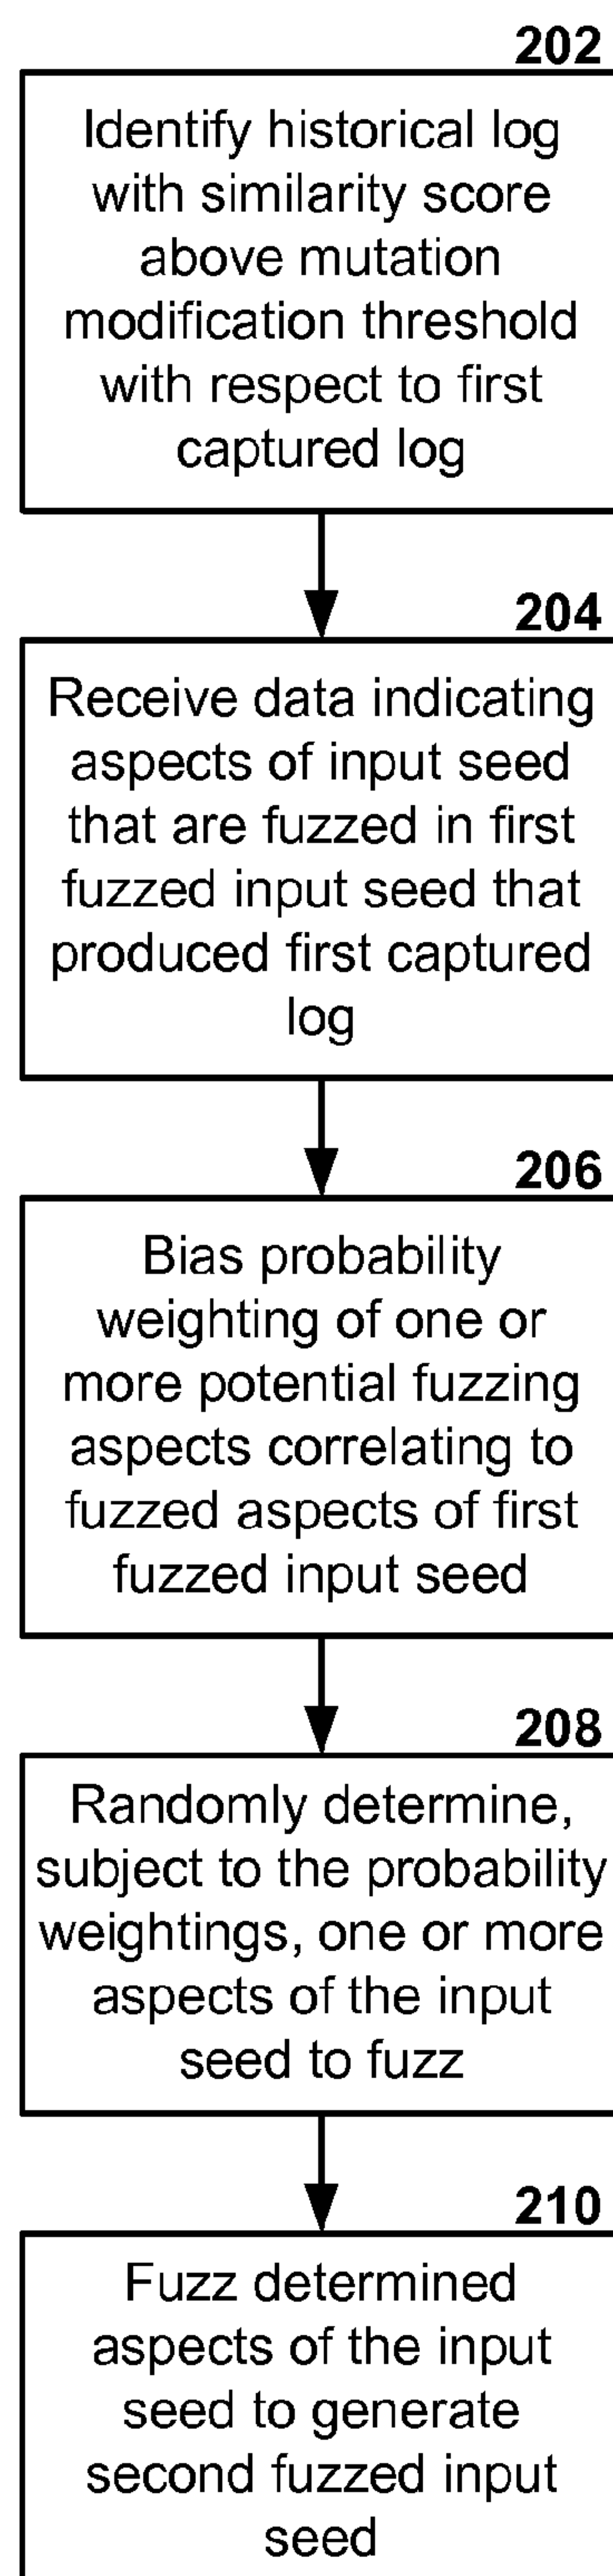 202
Identify historical log
with similarity score
above mutation
modification threshold
with respect to first
captured log
204
Receive data indicating
aspects of input seed
that are fuzzed in first
fuzzed input seed that
produced first captured
log
206
Bias probability
weighting of one or
more potential fuzzing
aspects correlating to
fuzzed aspects of first
fuzzed input seed
208
Randomly determine,
subject to the probability
weightings, one or more
aspects of the input
seed to fuzz
210
Fuzz determined
aspects of the input
seed to generate
second fuzzed input
seed